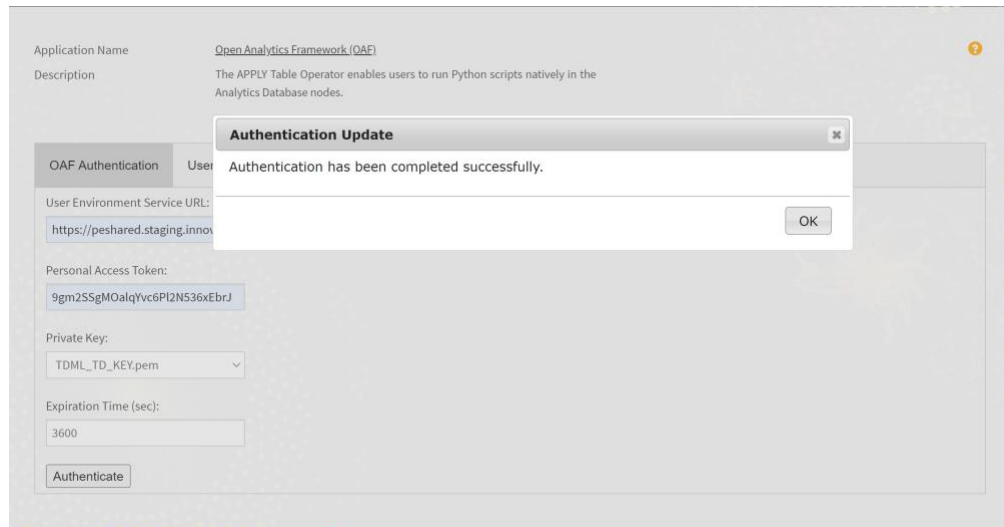 Application Name
Open Analytics Framework (OAF)
?
Description
The APPLY Table Operator enables users to run Python scripts natively in the
Analytics Database nodes.
Authentication Update
Authentication has been completed successfully.
OK
OAF Authentication
User
User Environment Service URL:
https://peshared.staging.innov
Personal Access Token:
9gm2SSgMOalqYvc6Pl2N536xEbrJ
Private Key:
TDML_TD_KEY.pem
Expiration Time (sec):
3600
Authenticate